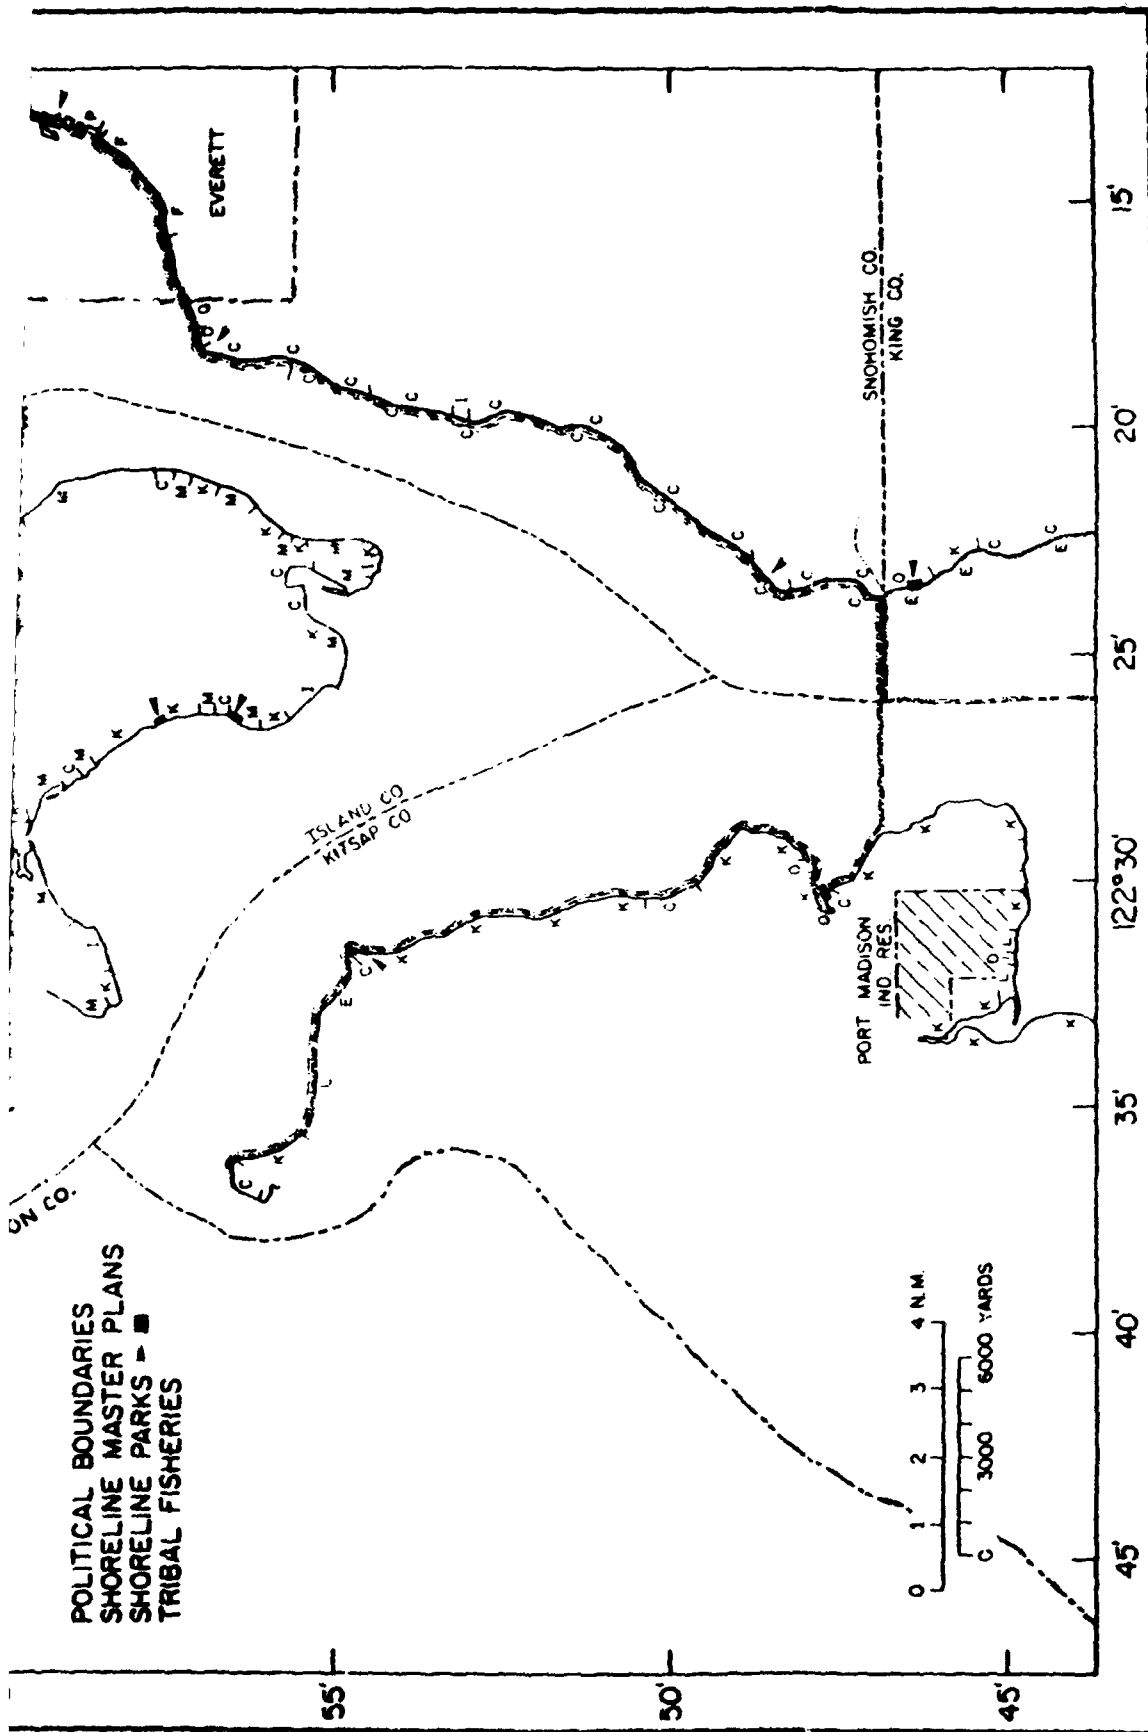 POLITICAL BOUNDARIES
SHORELINE MASTER PLANS
SHORELINE PARKS - ■
TRIBAL FISHERIES
ON CO.
ISLAND CO
KITSAP CO
EVERETT
SNOHOMISH CO.
KING CO.
PORT MADISON
IND RES.
0 1 2 3 4 N.M.
0 3000 6000 YARDS
55'
50'
45'
45'
40'
35'
122°30'
25'
20'
15'
M
K
I
M
M
C
M
K
K
M
C
M
K
I
M
K
C
C
M
I
K
M
K
K
M
K
M
C
K
P
F
F
O
O
C
C
C
C
C
C
C
I
C
C
C
C
C
C
C
C
C
C
C
O
E
K
E
C
E
C
C
K
L
E
C
K
K
K
K
C
K
K
O
K
O
C
K
K
K
K
L
O
L
K
K
K
K